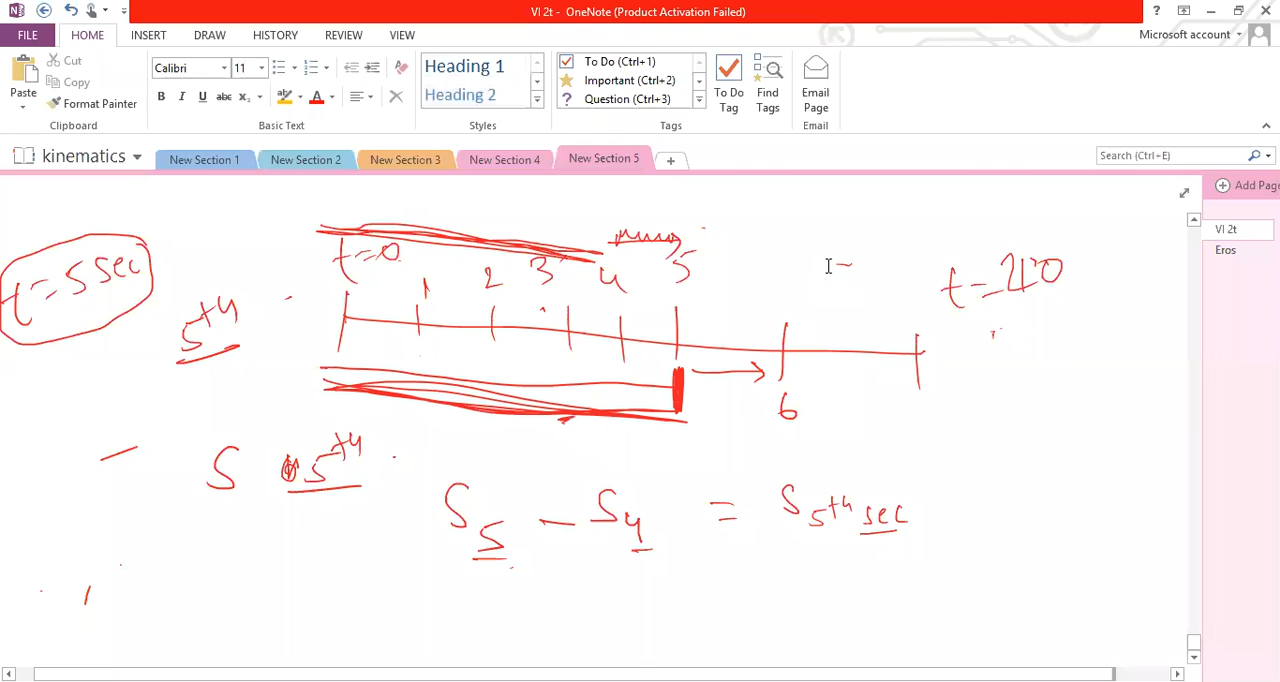 VI 2t - OneNote (Product Activation Failed)
FILE HOME INSERT DRAW HISTORY REVIEW VIEW Microsoft account
Paste Cut Copy Format Painter
Calibri 11
B I U abc x₂ A
Heading 1
Heading 2
To Do (Ctrl+1)
Important (Ctrl+2)
Question (Ctrl+3)
To Do Tag
Find Tags
Email Page
Clipboard Basic Text Styles Tags Email
kinematics New Section 1 New Section 2 New Section 3 New Section 4 New Section 5 + Search (Ctrl+E)
Add Page
VI 2t
Eros
t=5sec
5th
t=0 1 2 3 4 5
6
S 5th
S5 - S4 = S5th sec